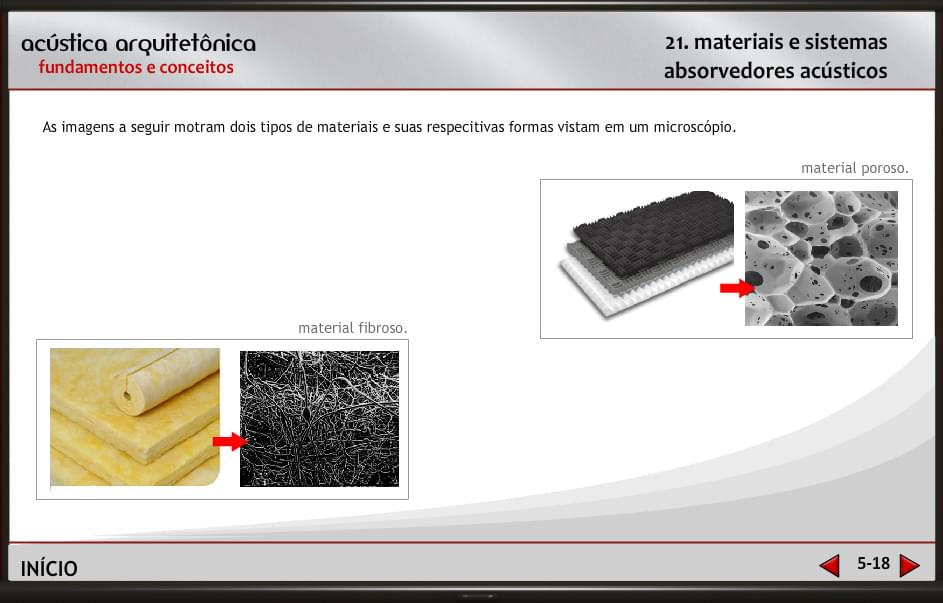 acústica arquitetônica
fundamentos e conceitos
21. materiais e sistemas
absorvedores acústicos
As imagens a seguir motram dois tipos de materiais e suas respecitivas formas vistam em um microscópio.
material poroso.
material fibroso.
INÍCIO
5-18